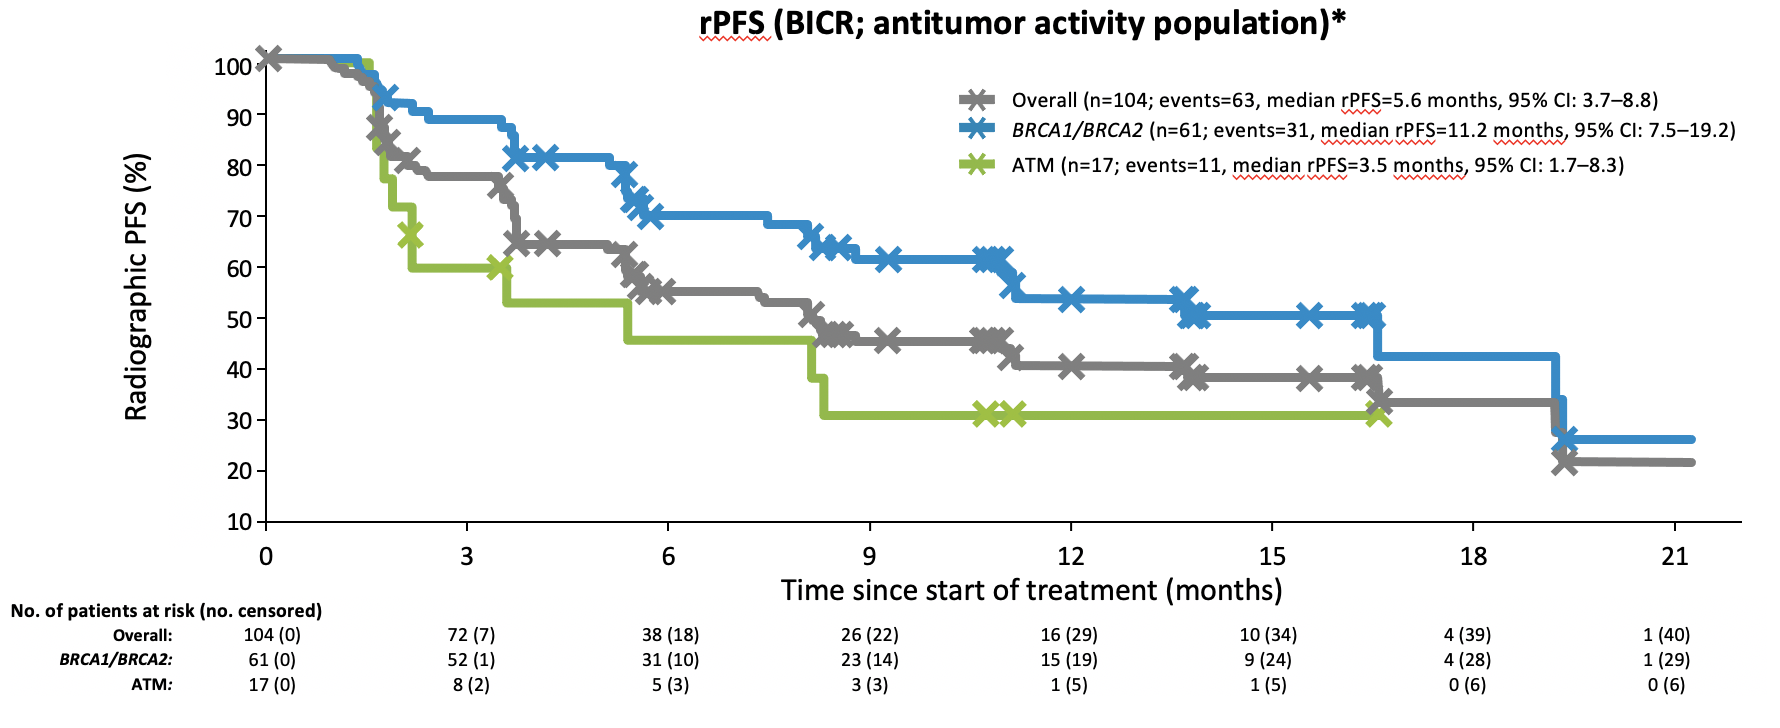 rPFS (BICR; antitumor activity population)*
Overall (n=104; events=63, median rPFS=5.6 months, 95% CI: 3.7–8.8)
BRCA1/BRCA2 (n=61; events=31, median rPFS=11.2 months, 95% CI: 7.5–19.2)
ATM (n=17; events=11, median rPFS=3.5 months, 95% CI: 1.7–8.3)
Radiographic PFS (%)
100
90
80
70
60
50
40
30
20
10
0 3 6 9 12 15 18 21
Time since start of treatment (months)
No. of patients at risk (no. censored)
Overall: 104 (0) 72 (7) 38 (18) 26 (22) 16 (29) 10 (34) 4 (39) 1 (40)
BRCA1/BRCA2: 61 (0) 52 (1) 31 (10) 23 (14) 15 (19) 9 (24) 4 (28) 1 (29)
ATM: 17 (0) 8 (2) 5 (3) 3 (3) 1 (5) 1 (5) 0 (6) 0 (6)